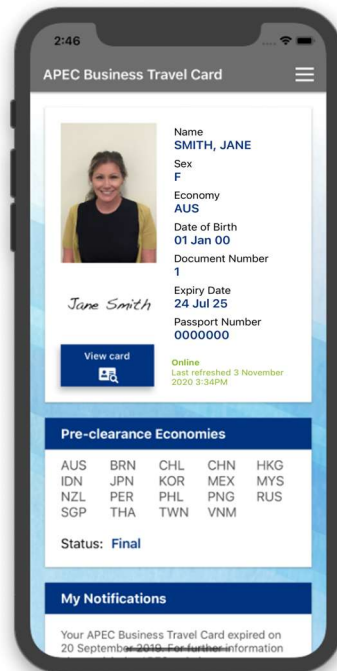 2:46
APEC Business Travel Card
Name
SMITH, JANE
Sex
F
Economy
AUS
Date of Birth
01 Jan 00
Document Number
1
Expiry Date
24 Jul 25
Passport Number
0000000
Jane Smith
View card
Online
Last refreshed 3 November
2020 3:34PM
Pre-clearance Economies
AUS BRN CHL CHN HKG
IDN JPN KOR MEX MYS
NZL PER PHL PNG RUS
SGP THA TWN VNM
Status: Final
My Notifications
Your APEC Business Travel Card expired on
20 September 2019. For further information